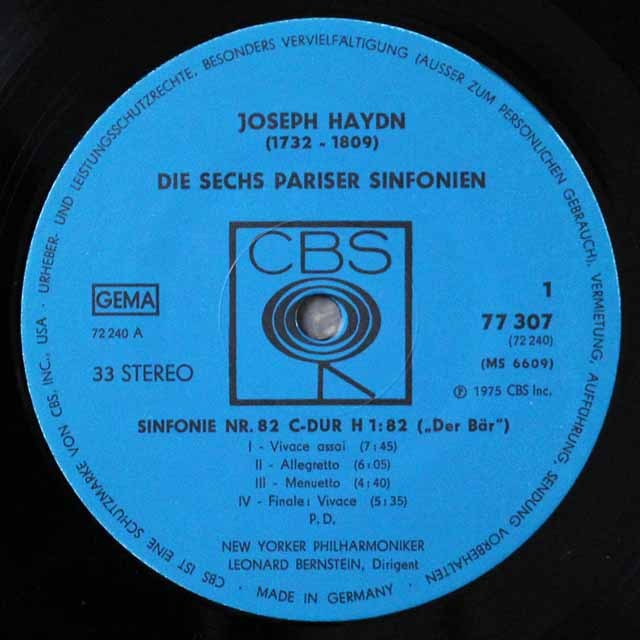 JOSEPH HAYDN
(1732 - 1809)
DIE SECHS PARISER SINFONIEN
CBS
GEMA
72 240 A
33 STEREO
1
77 307
(72 240)
(MS 6609)
Ⓟ 1975 CBS Inc.
SINFONIE NR. 82 C-DUR H 1:82 („Der Bär")
I - Vivace assai (7:45)
II - Allegretto (6:05)
III - Menuetto (4:40)
IV - Finale: Vivace (5:35)
P. D.
NEW YORKER PHILHARMONIKER
LEONARD BERNSTEIN, Dirigent
CBS IST EINE SCHUTZMARKE VON CBS, INC., USA · URHEBER- UND LEISTUNGSSCHUTZRECHTE, BESONDERS VERVIELFÄLTIGUNG (AUSSER ZUM PERSÖNLICHEN GEBRAUCH), VERMIETUNG, AUFFÜHRUNG, SENDUNG VORBEHALTEN · MADE IN GERMANY ·